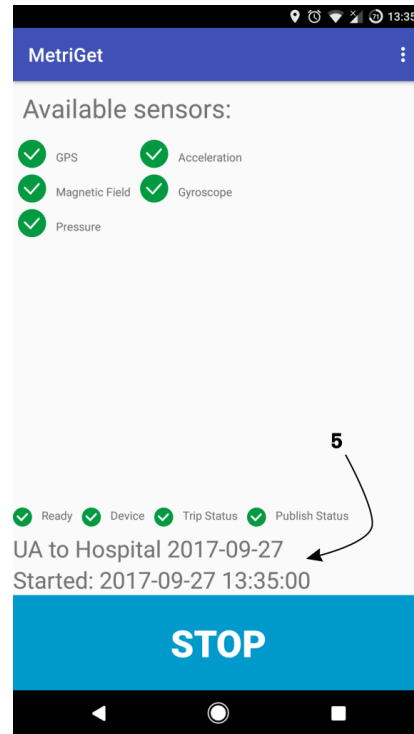 71 13:35
MetriGet
Available sensors:
GPS Acceleration
Magnetic Field Gyroscope
Pressure
5
Ready Device Trip Status Publish Status
UA to Hospital 2017-09-27
Started: 2017-09-27 13:35:00
STOP